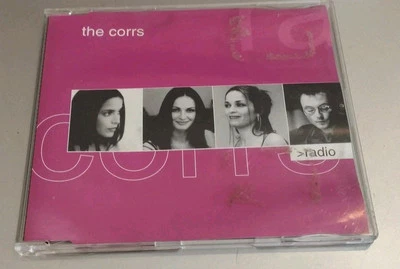 the corrs
corrs
>radio